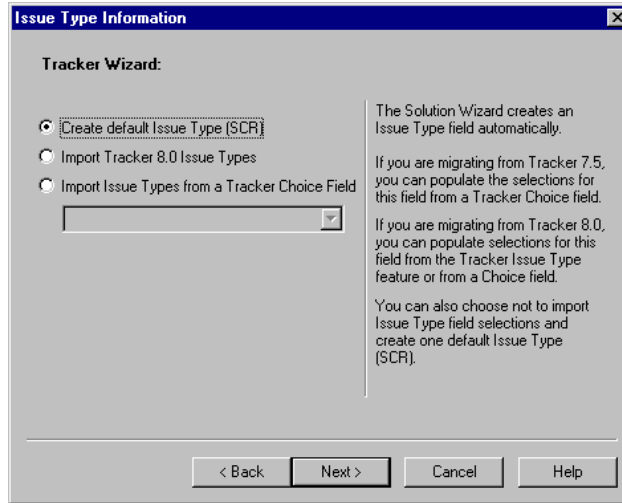 Issue Type Information
Tracker Wizard:
Create default Issue Type (SCR)
Import Tracker 8.0 Issue Types
Import Issue Types from a Tracker Choice Field
The Solution Wizard creates an
Issue Type field automatically.
If you are migrating from Tracker 7.5,
you can populate the selections for
this field from a Tracker Choice field.
If you are migrating from Tracker 8.0,
you can populate selections for this
field from the Tracker Issue Type
feature or from a Choice field.
You can also choose not to import
Issue Type field selections and
create one default Issue Type
(SCR).
< Back
Next >
Cancel
Help